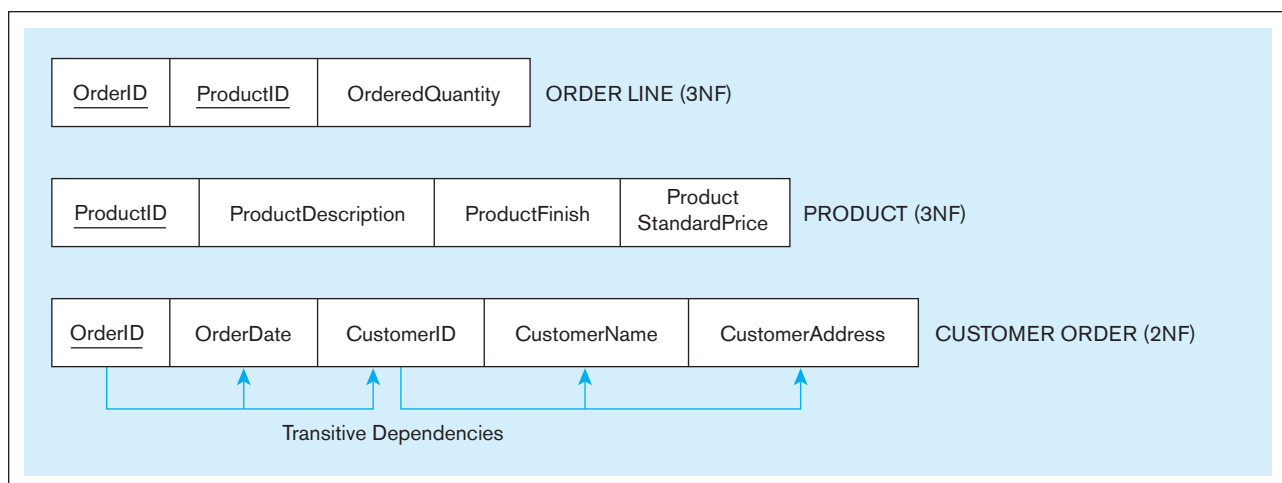 OrderID ProductID OrderedQuantity ORDER LINE (3NF)
ProductID ProductDescription ProductFinish Product
StandardPrice PRODUCT (3NF)
OrderID OrderDate CustomerID CustomerName CustomerAddress CUSTOMER ORDER (2NF)
Transitive Dependencies